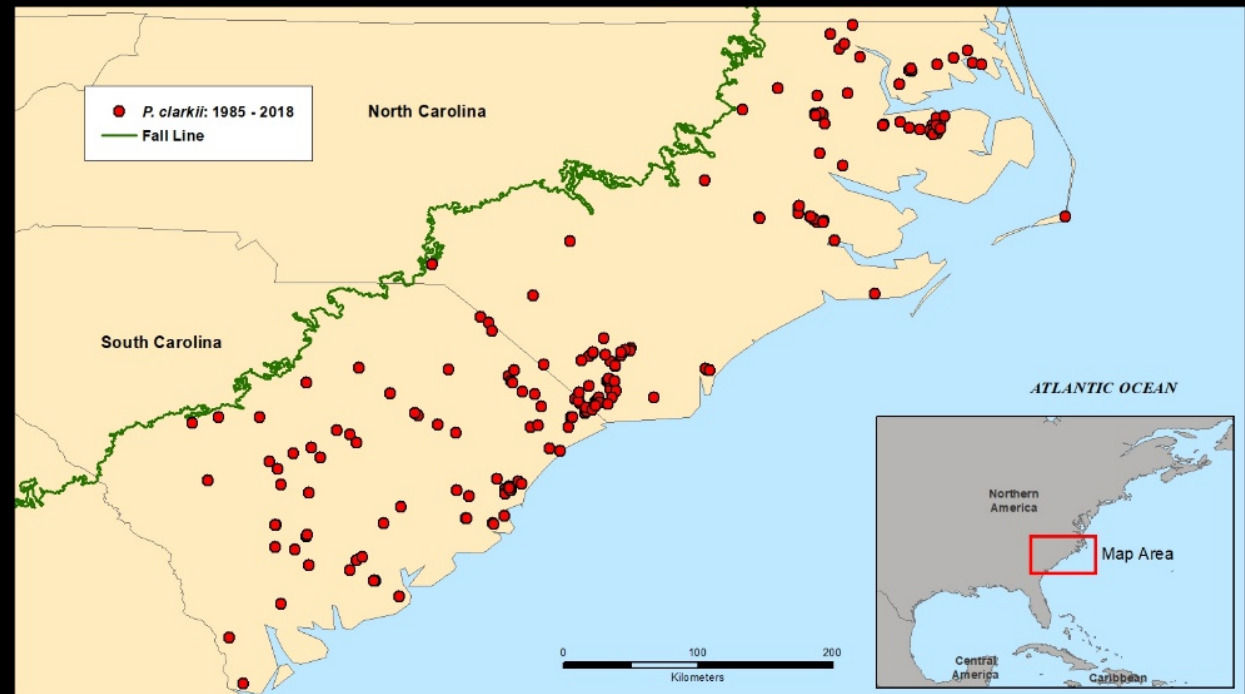 North Carolina
P. clarkii: 1985 - 2018
Fall Line
South Carolina
ATLANTIC OCEAN
Northern
America
Map Area
Central
America
Caribbean
0
100
200
Kilometers